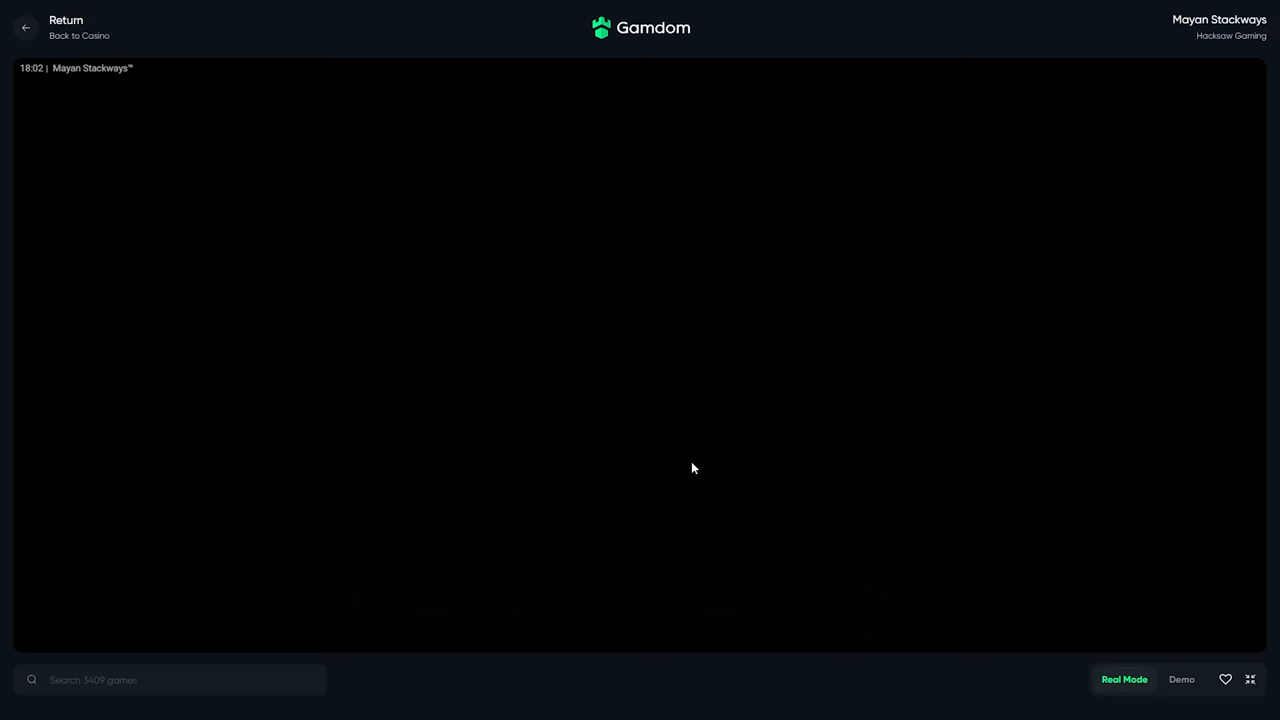 Return
Back to Casino
Gamdom
Mayan Stackways
Hacksaw Gaming
18:02 | Mayan Stackways™
Search 3409 games
Real Mode
Demo